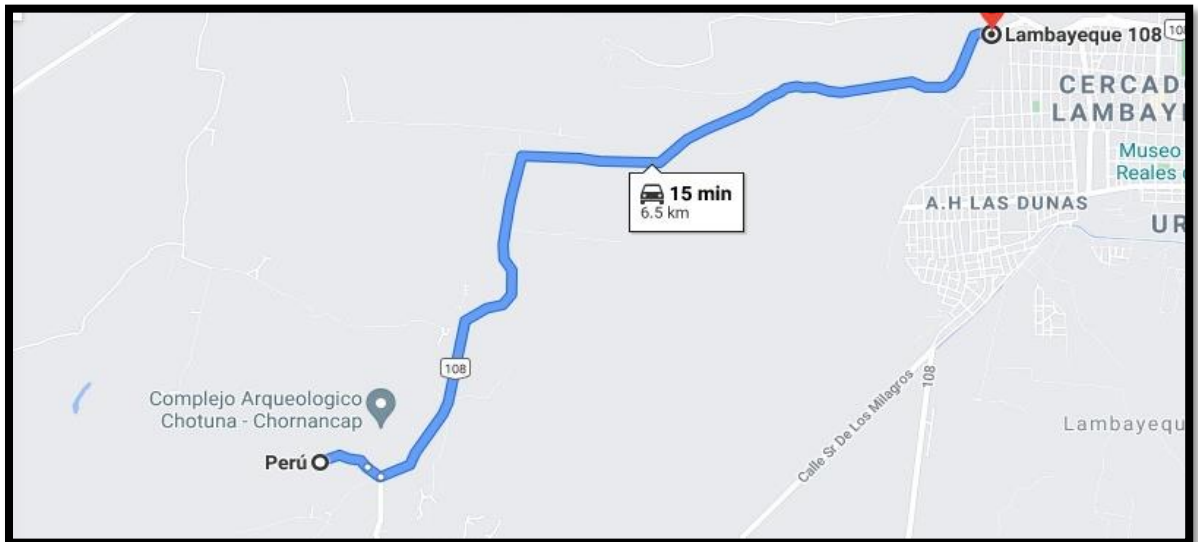 Lambayeque 108
108
CERCAD
LAMBAY
Museo
Reales
15 min
6.5 km
A.H LAS DUNAS
UR
108
Complejo Arqueologico
Chotuna - Chornancap
Perú
Calle Sr De Los Milagros
108
Lambayequ